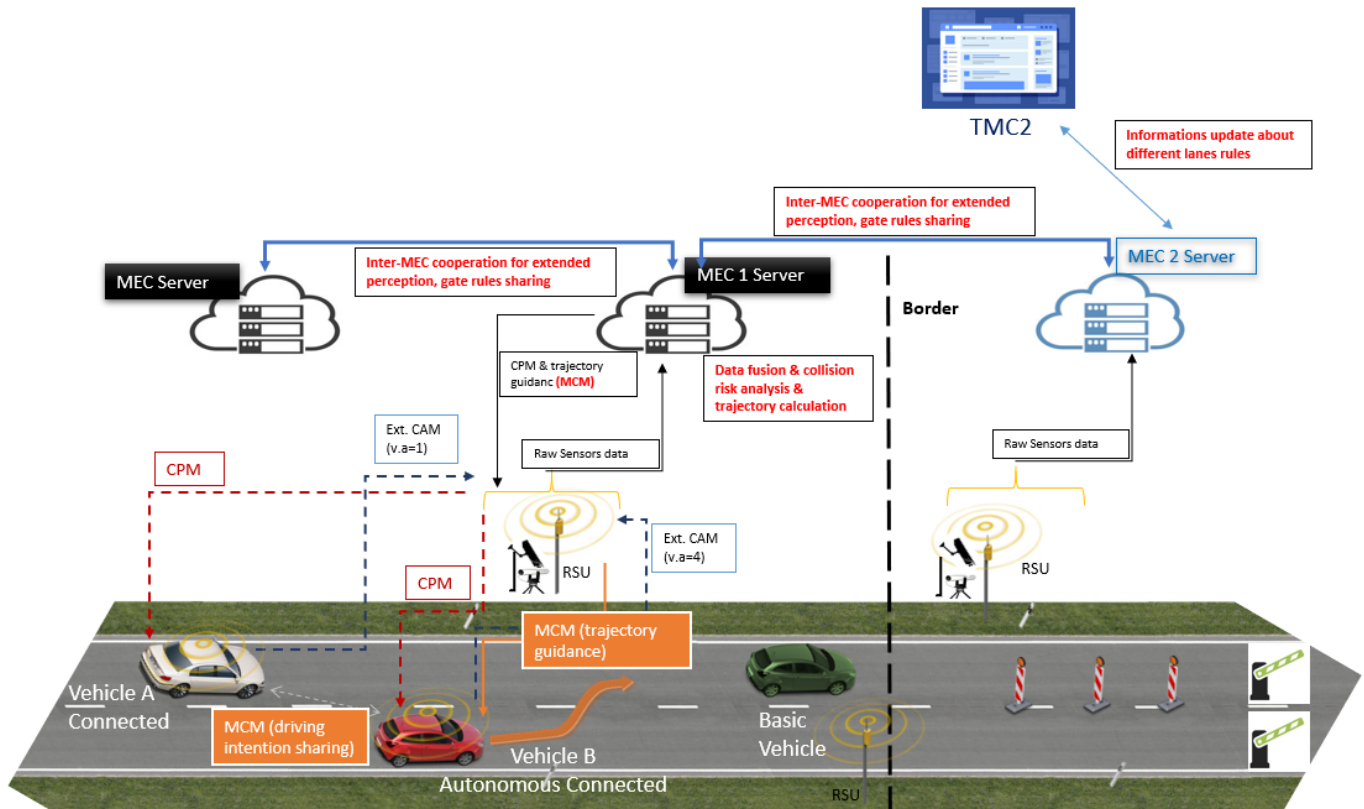 TMC2
Informations update about
different lanes rules
Inter-MEC cooperation for extended
perception, gate rules sharing
MEC 2 Server
MEC Server
Inter-MEC cooperation for extended
perception, gate rules sharing
MEC 1 Server
Border
CPM & trajectory
guidanc (MCM)
Data fusion & collision
risk analysis &
trajectory calculation
Ext. CAM
(v.a=1)
Raw Sensors data
Raw Sensors data
CPM
Ext. CAM
(v.a=4)
CPM
RSU
RSU
MCM (trajectory
guidance)
Vehicle A
Connected
MCM (driving
intention sharing)
Vehicle B
Autonomous Connected
Basic
Vehicle
RSU